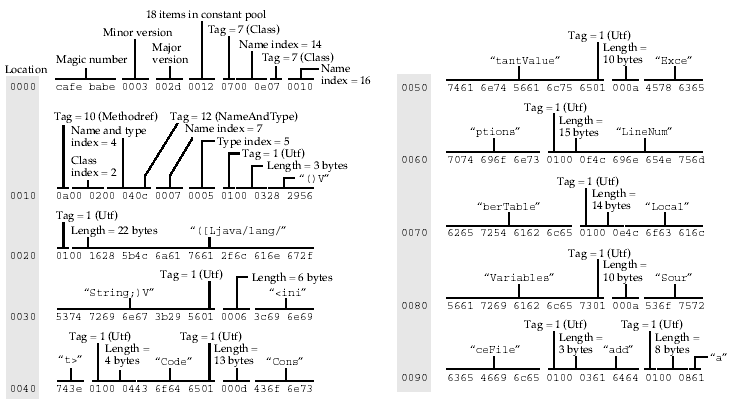 18 items in constant pool
Minor version
Tag = 7 (Class)
Major
version
Name index = 14
Magic number
Tag = 7 (Class)
Location
Name
index = 16
0000 cafe babe 0003 002d 0012 0700 0e07 0010
Tag = 10 (Methodref)
Tag = 12 (NameAndType)
Name and type
index = 4
Name index = 7
Type index = 5
Class
index = 2
Tag = 1 (Utf)
Length = 3 bytes
“()V”
0010 0a00 0200 040c 0007 0005 0100 0328 2956
Tag = 1 (Utf)
Length = 22 bytes
“([Ljava/lang/”
0020 0100 1628 5b4c 6a61 7661 2f6c 616e 672f
Tag = 1 (Utf)
Length = 6 bytes
“String;)V”
“<ini”
0030 5374 7269 6e67 3b29 5601 0006 3c69 6e69
Tag = 1 (Utf)
Tag = 1 (Utf)
“t>”
Length =
4 bytes
“Code”
Length =
13 bytes
“Cons”
0040 743e 0100 0443 6f64 6501 000d 436f 6e73
Tag = 1 (Utf)
“tantValue”
Length =
10 bytes
“Exce”
0050 7461 6e74 5661 6c75 6501 000a 4578 6365
Tag = 1 (Utf)
“ptions”
Length =
15 bytes
“LineNum”
0060 7074 696f 6e73 0100 0f4c 696e 654e 756d
Tag = 1 (Utf)
“berTable”
Length =
14 bytes
“Local”
0070 6265 7254 6162 6c65 0100 0e4c 6f63 616c
Tag = 1 (Utf)
“Variables”
Length =
10 bytes
“Sour”
0080 5661 7269 6162 6c65 7301 000a 536f 7572
Tag = 1 (Utf)
Tag = 1 (Utf)
“ceFile”
Length =
3 bytes
“add”
Length =
8 bytes
“a”
0090 6365 4669 6c65 0100 0361 6464 0100 0861